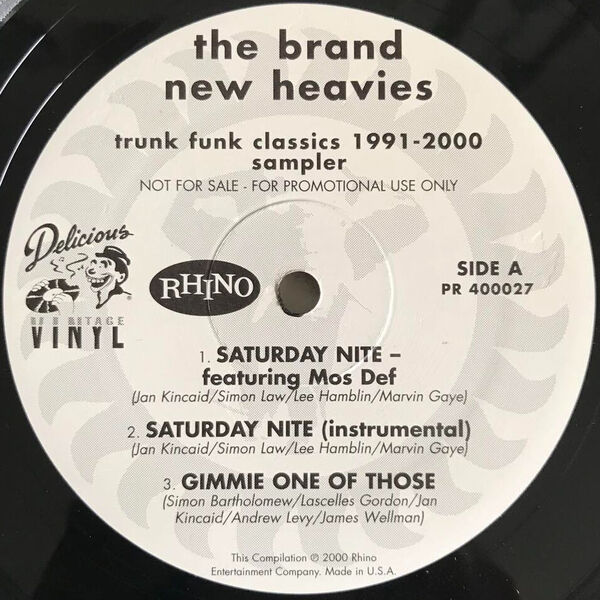 the brand
new heavies
trunk funk classics 1991-2000
sampler
NOT FOR SALE - FOR PROMOTIONAL USE ONLY
Delicious
VINYL
RHINO
SIDE A
PR 400027
1. SATURDAY NITE –
featuring Mos Def
(Jan Kincaid/Simon Law/Lee Hamblin/Marvin Gaye)
2. SATURDAY NITE (instrumental)
(Jan Kincaid/Simon Law/Lee Hamblin/Marvin Gaye)
3. GIMMIE ONE OF THOSE
(Simon Bartholomew/Lascelles Gordon/Jan
Kincaid/Andrew Levy/James Wellman)
This Compilation ℗ 2000 Rhino
Entertainment Company. Made in U.S.A.